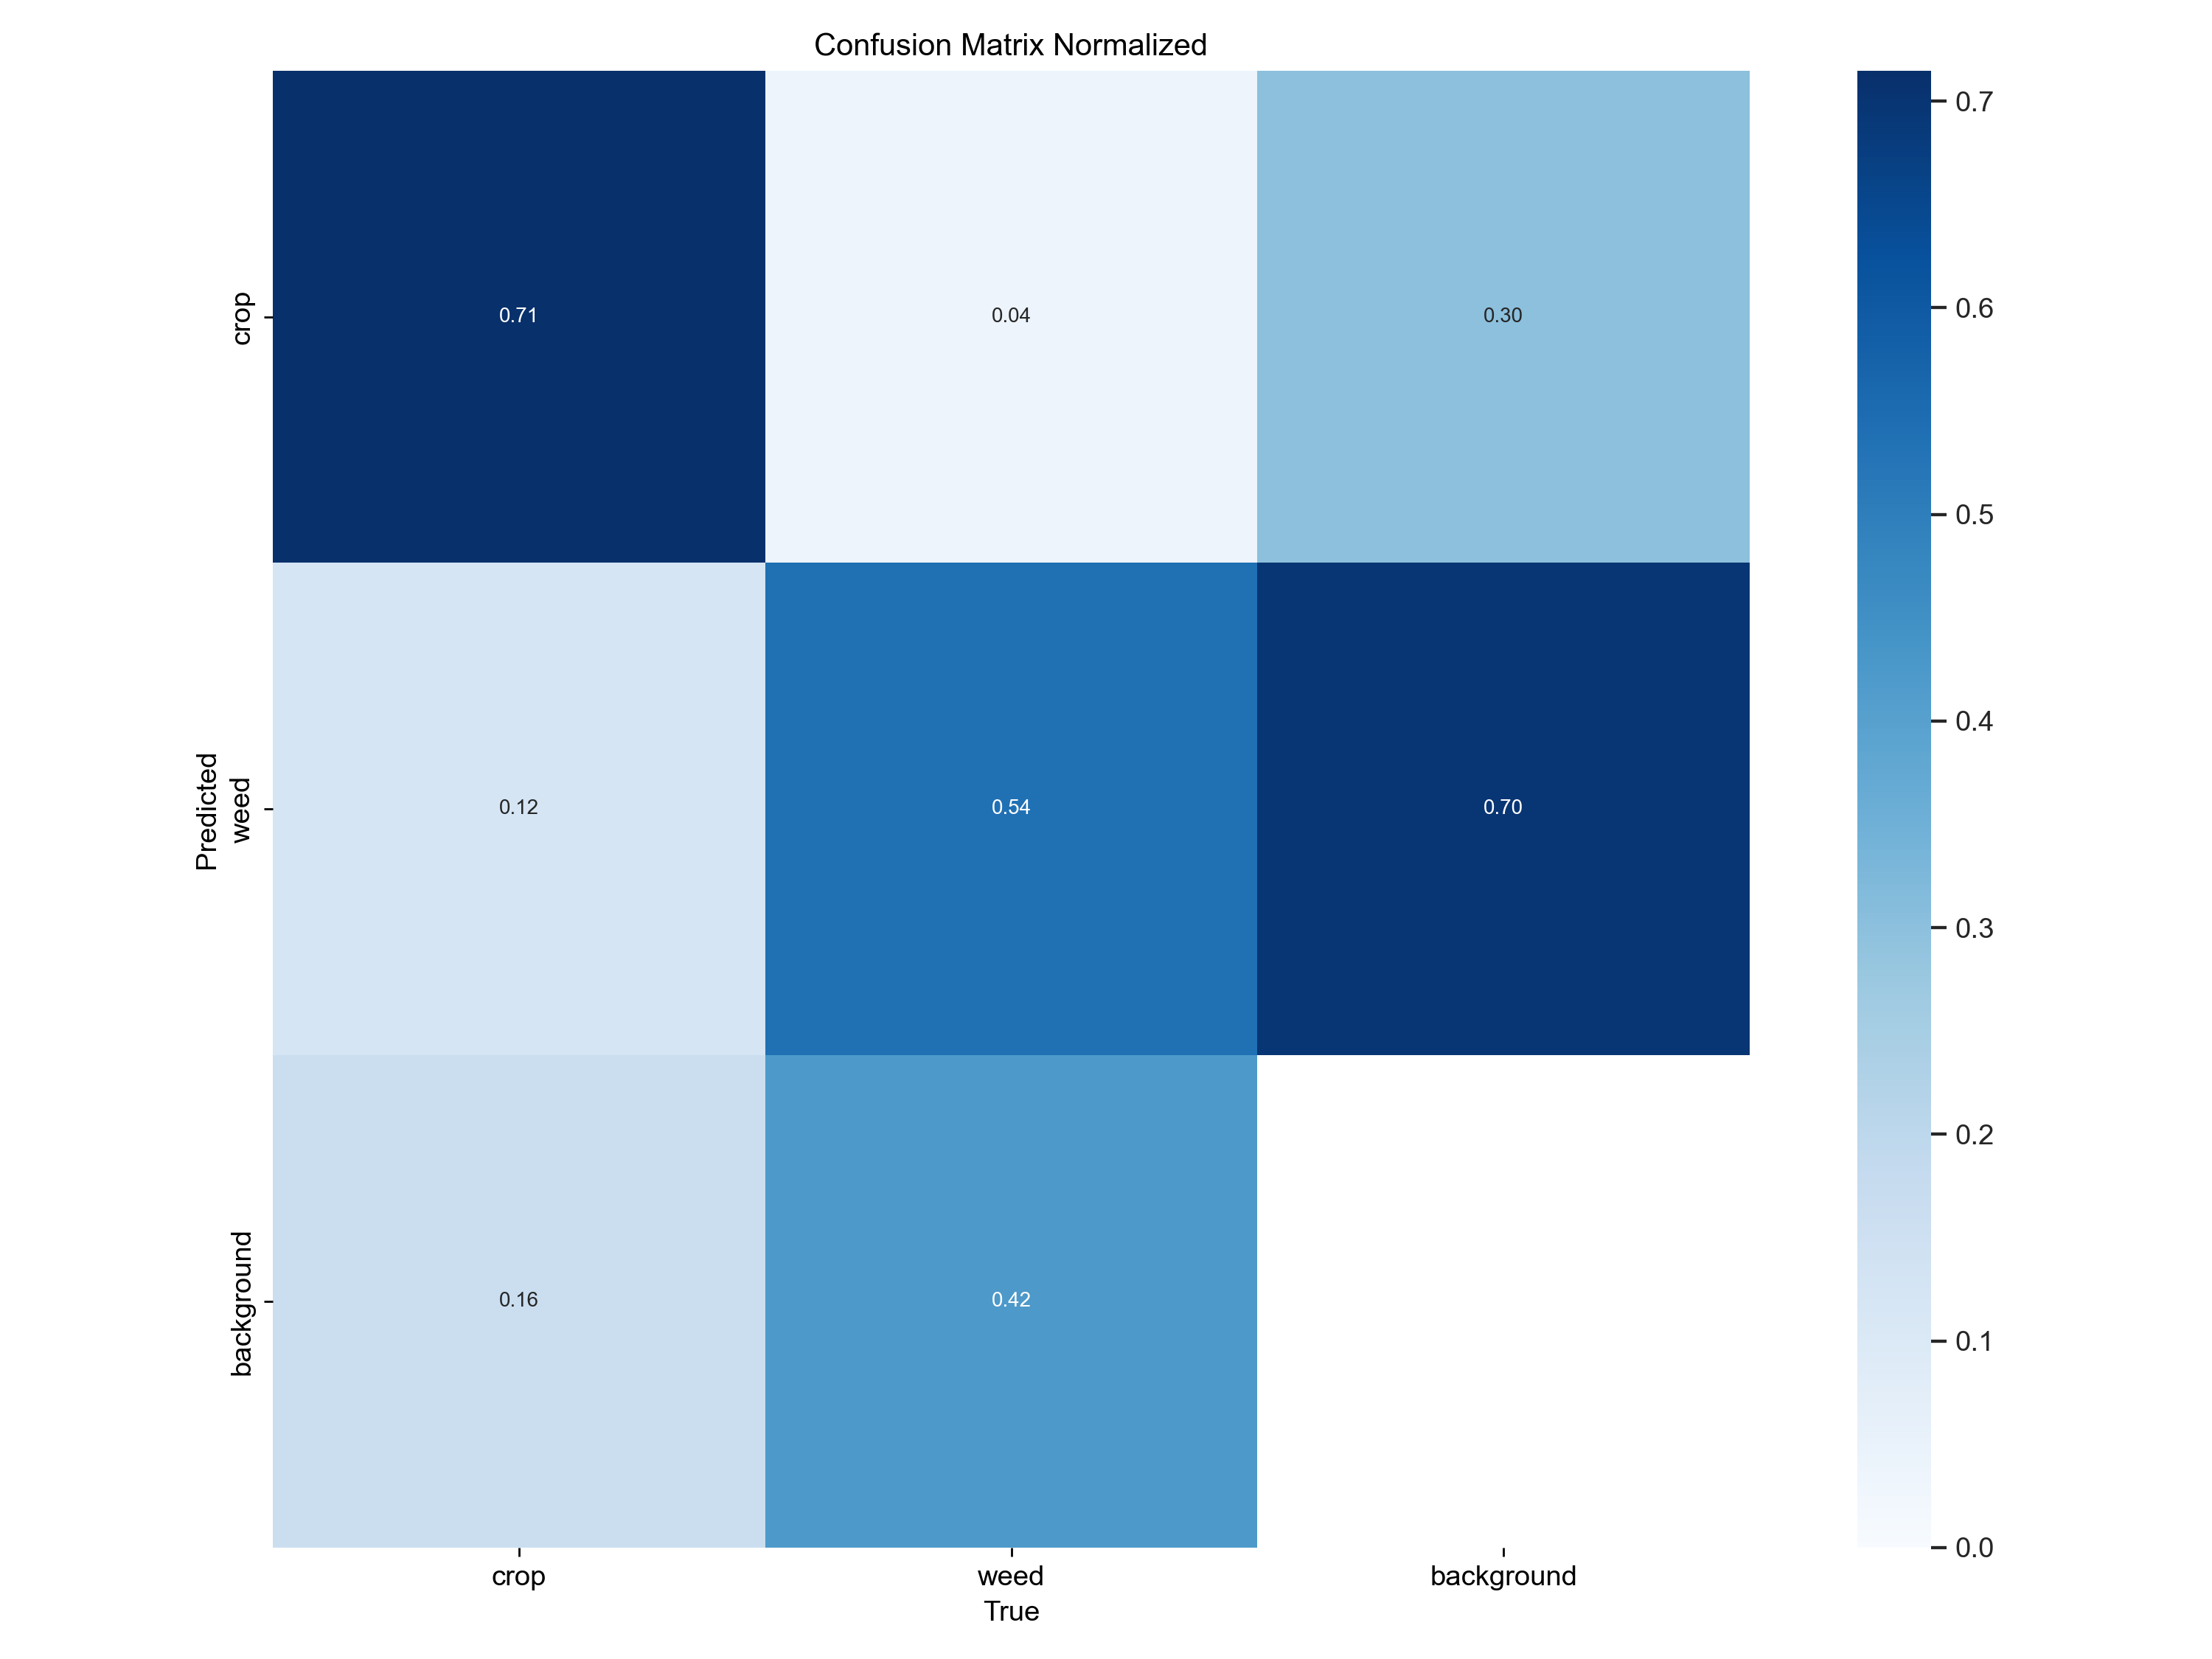 Confusion Matrix Normalized
crop
0.71
0.04
0.30
Predicted
weed
0.12
0.54
0.70
background
0.16
0.42
crop
weed
background
True
0.7
0.6
0.5
0.4
0.3
0.2
0.1
0.0